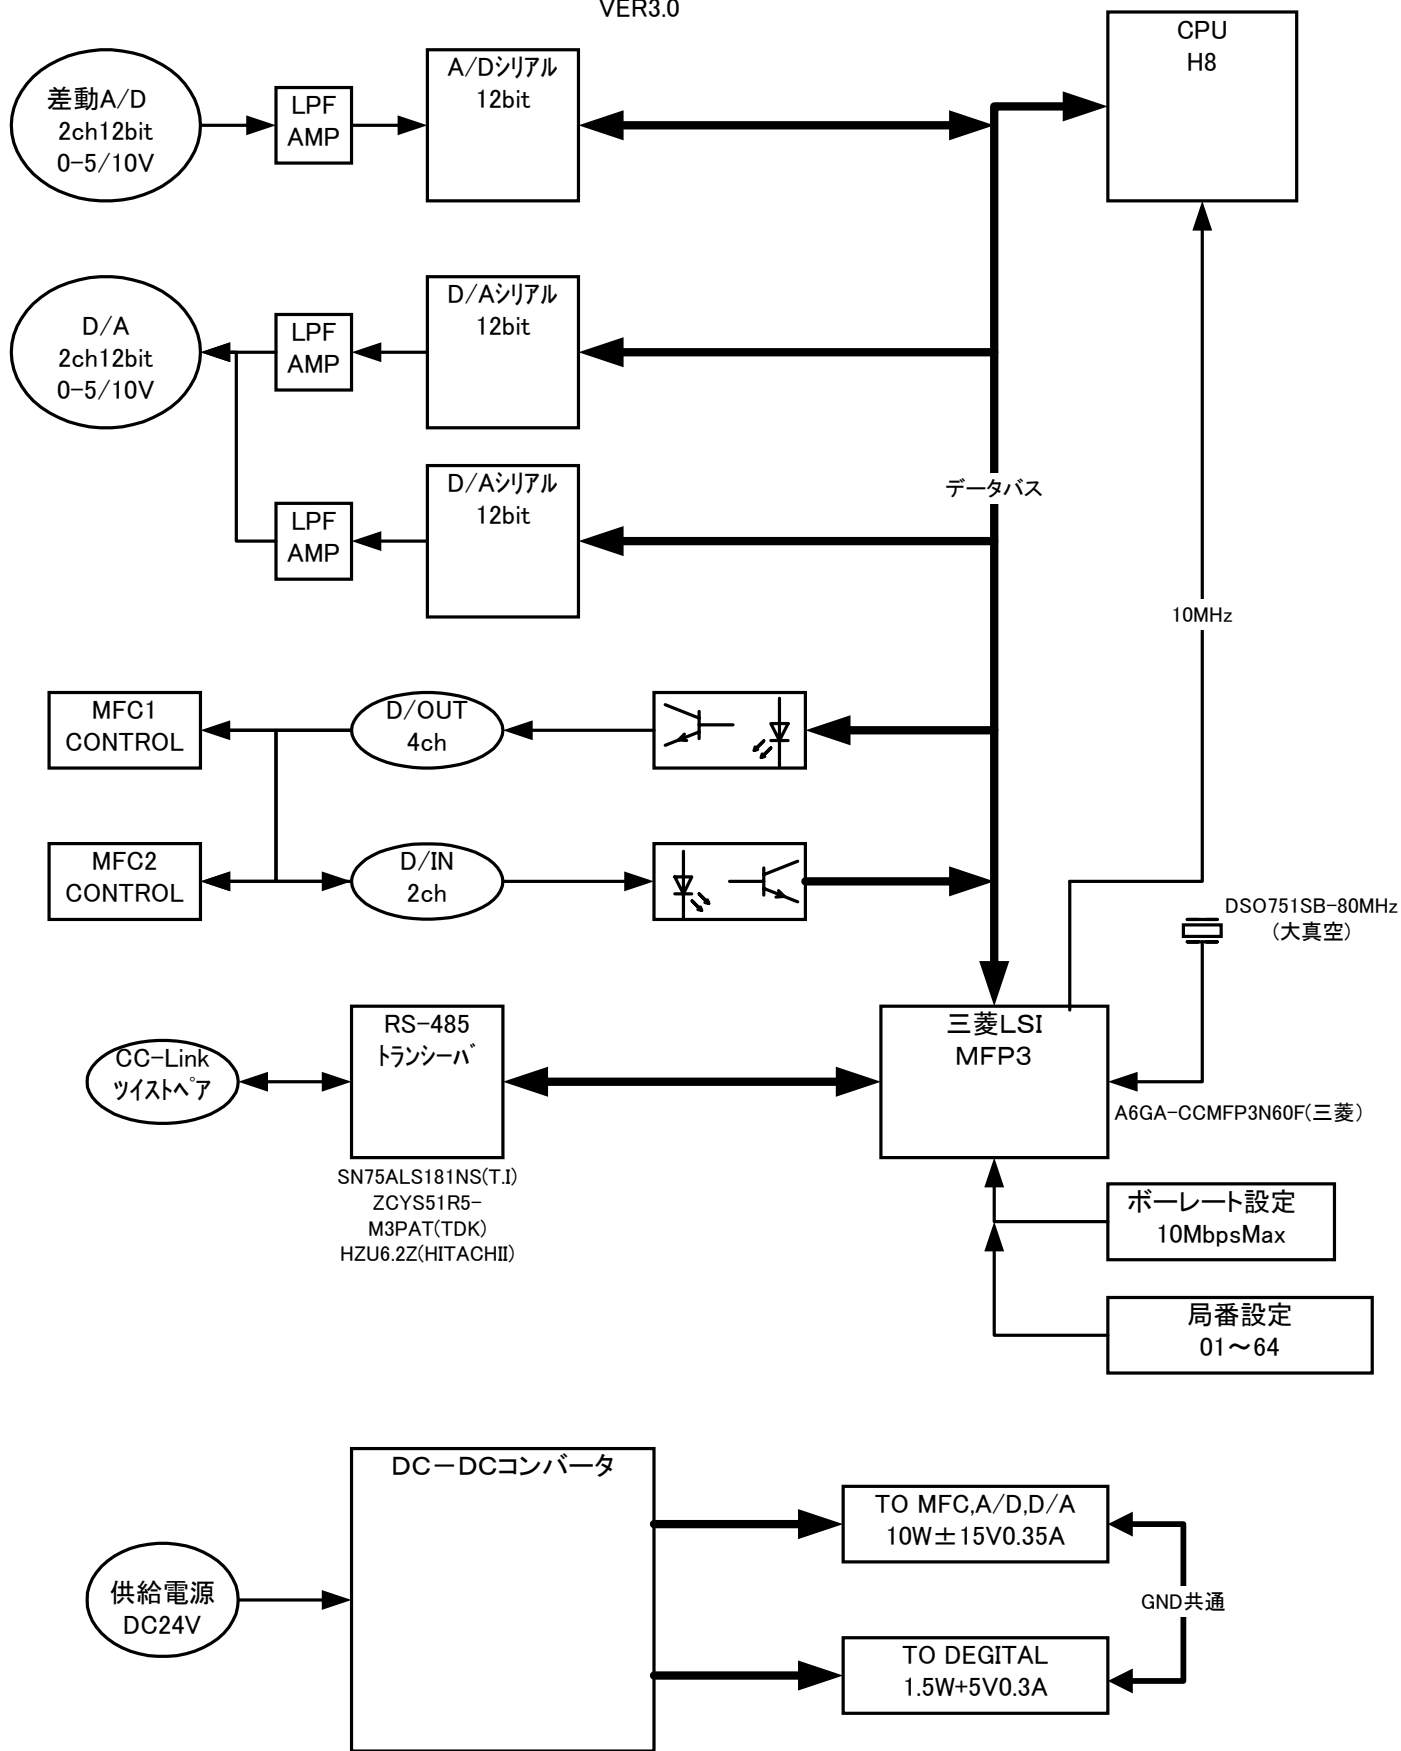 VER3.0
CPU
H8
差動A/D
2ch12bit
0-5/10V
LPF
AMP
A/Dシリアル
12bit
D/A
2ch12bit
0-5/10V
LPF
AMP
D/Aシリアル
12bit
LPF
AMP
D/Aシリアル
12bit
データバス
10MHz
MFC1
CONTROL
D/OUT
4ch
MFC2
CONTROL
D/IN
2ch
DSO751SB-80MHz
(大真空)
CC-Link
ツイストペア
RS-485
トランシーバ
三菱LSI
MFP3
A6GA-CCMFP3N60F(三菱)
SN75ALS181NS(T.I)
ZCYS51R5-
M3PAT(TDK)
HZU6.2Z(HITACHII)
ボーレート設定
10MbpsMax
局番設定
01～64
DC－DCコンバータ
供給電源
DC24V
TO MFC,A/D,D/A
10W±15V0.35A
GND共通
TO DEGITAL
1.5W+5V0.3A